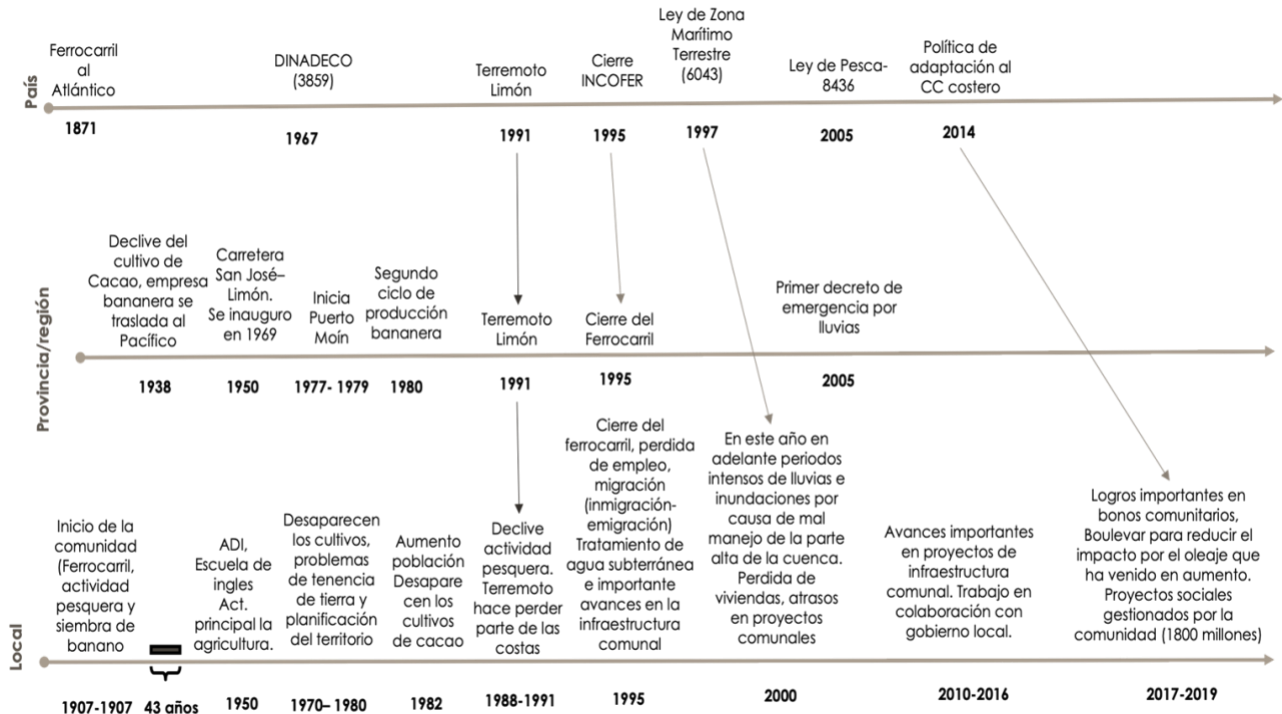 País
Ferrocarril
al
Atlántico
1871
DINADECO
(3859)
1967
Terremoto
Limón
1991
Cierre
INCOFER
1995
Ley de Zona
Marítimo
Terrestre
(6043)
1997
Ley de Pesca-
8436
2005
Política de
adaptación al
CC costero
2014
Provincia/región
Declive del
cultivo de
Cacao, empresa
bananera se
traslada al
Pacífico
1938
Carretera
San José–
Limón.
Se inauguro
en 1969
1950
Inicia
Puerto
Moín
1977- 1979
Segundo
ciclo de
producción
bananera
1980
Terremoto
Limón
1991
Cierre del
Ferrocarril
1995
Primer decreto de
emergencia por
lluvias
2005
Local
Inicio de la
comunidad
(Ferrocarril,
actividad
pesquera y
siembra de
banano
1907-1907
43 años
ADI,
Escuela de
ingles
Act.
principal la
agricultura.
1950
Desaparecen
los cultivos,
problemas
de tenencia
de tierra y
planificación
del territorio
1970– 1980
Aumento
población
Desapare
cen los
cultivos
de cacao
1982
Declive
actividad
pesquera.
Terremoto
hace perder
parte de las
costas
1988-1991
Cierre del
ferrocarril, perdida
de empleo,
migración
(inmigración-
emigración)
Tratamiento de
agua subterránea
e importante
avances en la
infraestructura
comunal
1995
En este año en
adelante periodos
intensos de lluvias e
inundaciones por
causa de mal
manejo de la parte
alta de la cuenca.
Perdida de
viviendas, atrasos
en proyectos
comunales
2000
Avances importantes
en proyectos de
infraestructura
comunal. Trabajo en
colaboración con
gobierno local.
2010-2016
Logros importantes en
bonos comunitarios,
Boulevar para reducir el
impacto por el oleaje que
ha venido en aumento.
Proyectos sociales
gestionados por la
comunidad (1800 millones)
2017-2019